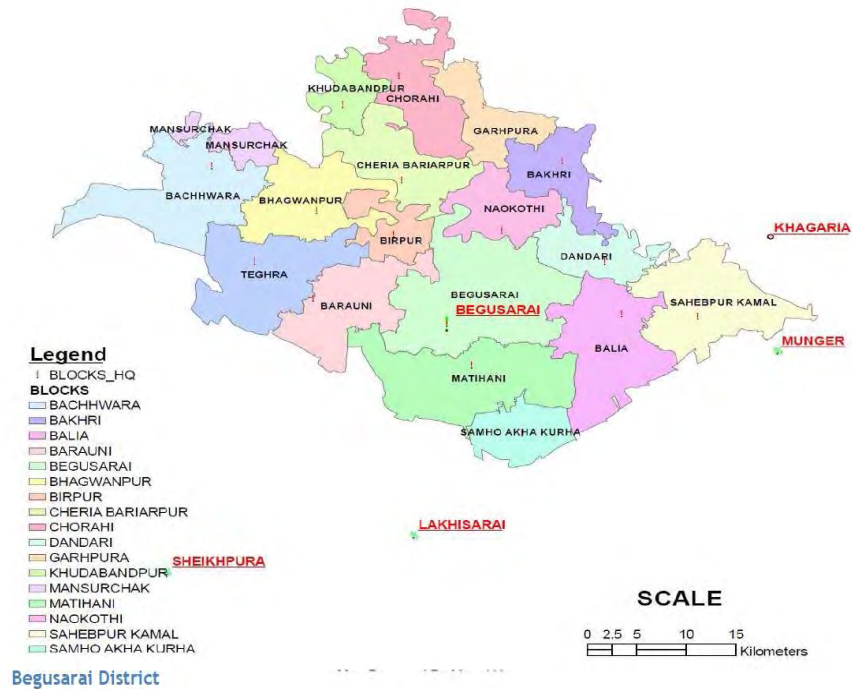 KHUDABANDPUR
CHORAHI
MANSURCHAK
MANSURCHAK
GARHPURA
CHERIA BARIARPUR
BAKHRI
BACHHWARA
BHAGWANPUR
NAOKOTHI
KHAGARIA
BIRPUR
DANDARI
TEGHRA
BEGUSARAI
SAHEBPUR KAMAL
BARAUNI
BEGUSARAI
MUNGER
BALIA
MATIHANI
SAMHO AKHA KURHA
LAKHISARAI
SHEIKHPURA
Legend
! BLOCKS_HQ
BLOCKS
BACHHWARA
BAKHRI
BALIA
BARAUNI
BEGUSARAI
BHAGWANPUR
BIRPUR
CHERIA BARIARPUR
CHORAHI
DANDARI
GARHPURA
KHUDABANDPUR
MANSURCHAK
MATIHANI
NAOKOTHI
SAHEBPUR KAMAL
SAMHO AKHA KURHA
SCALE
0 2.5 5 10 15
Kilometers
Begusarai District